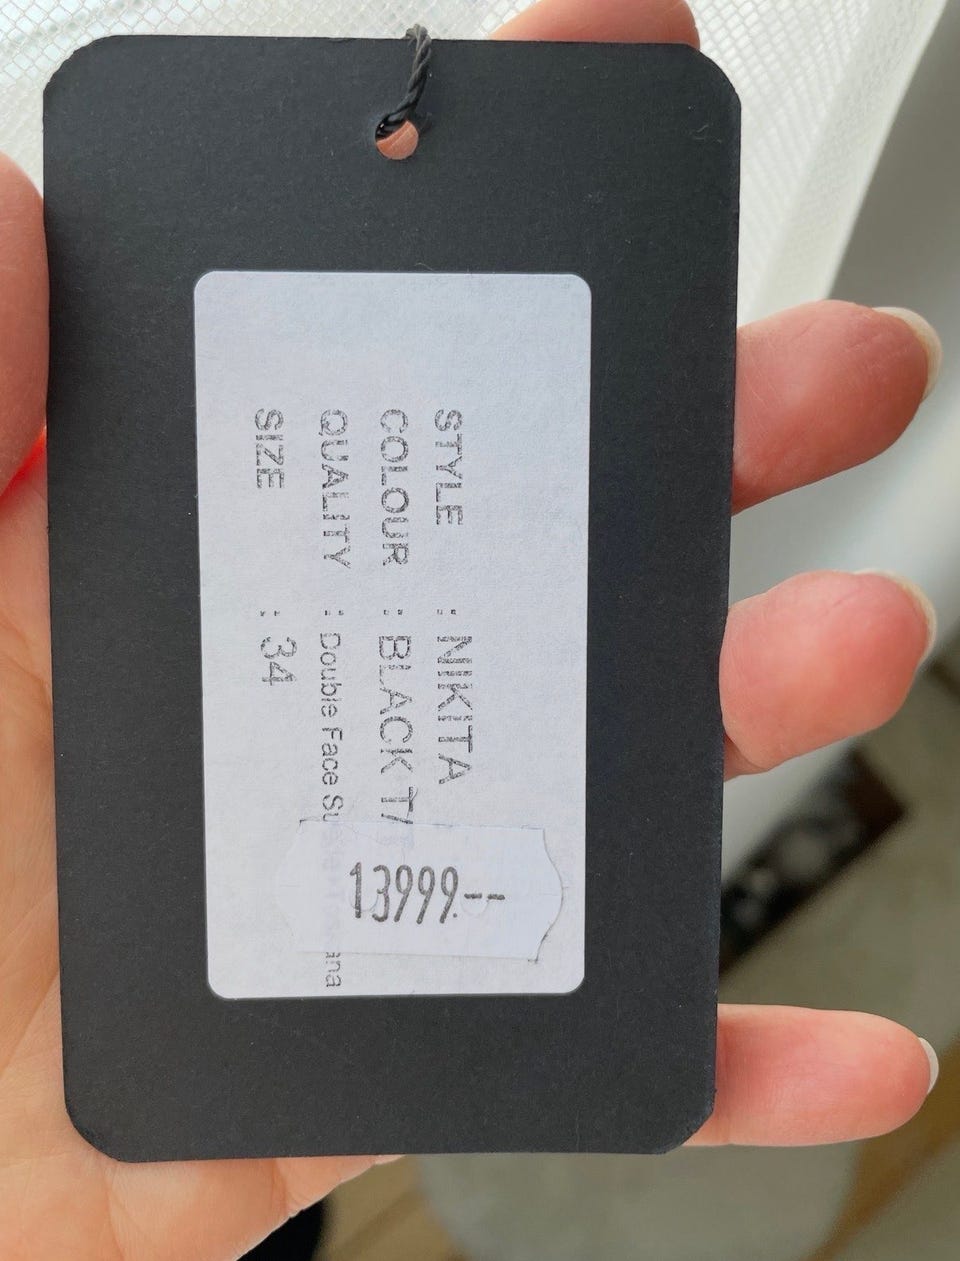 STYLE : NIKITA
COLOUR : BLACK
QUALITY : Double Face
SIZE : 34
13999.--